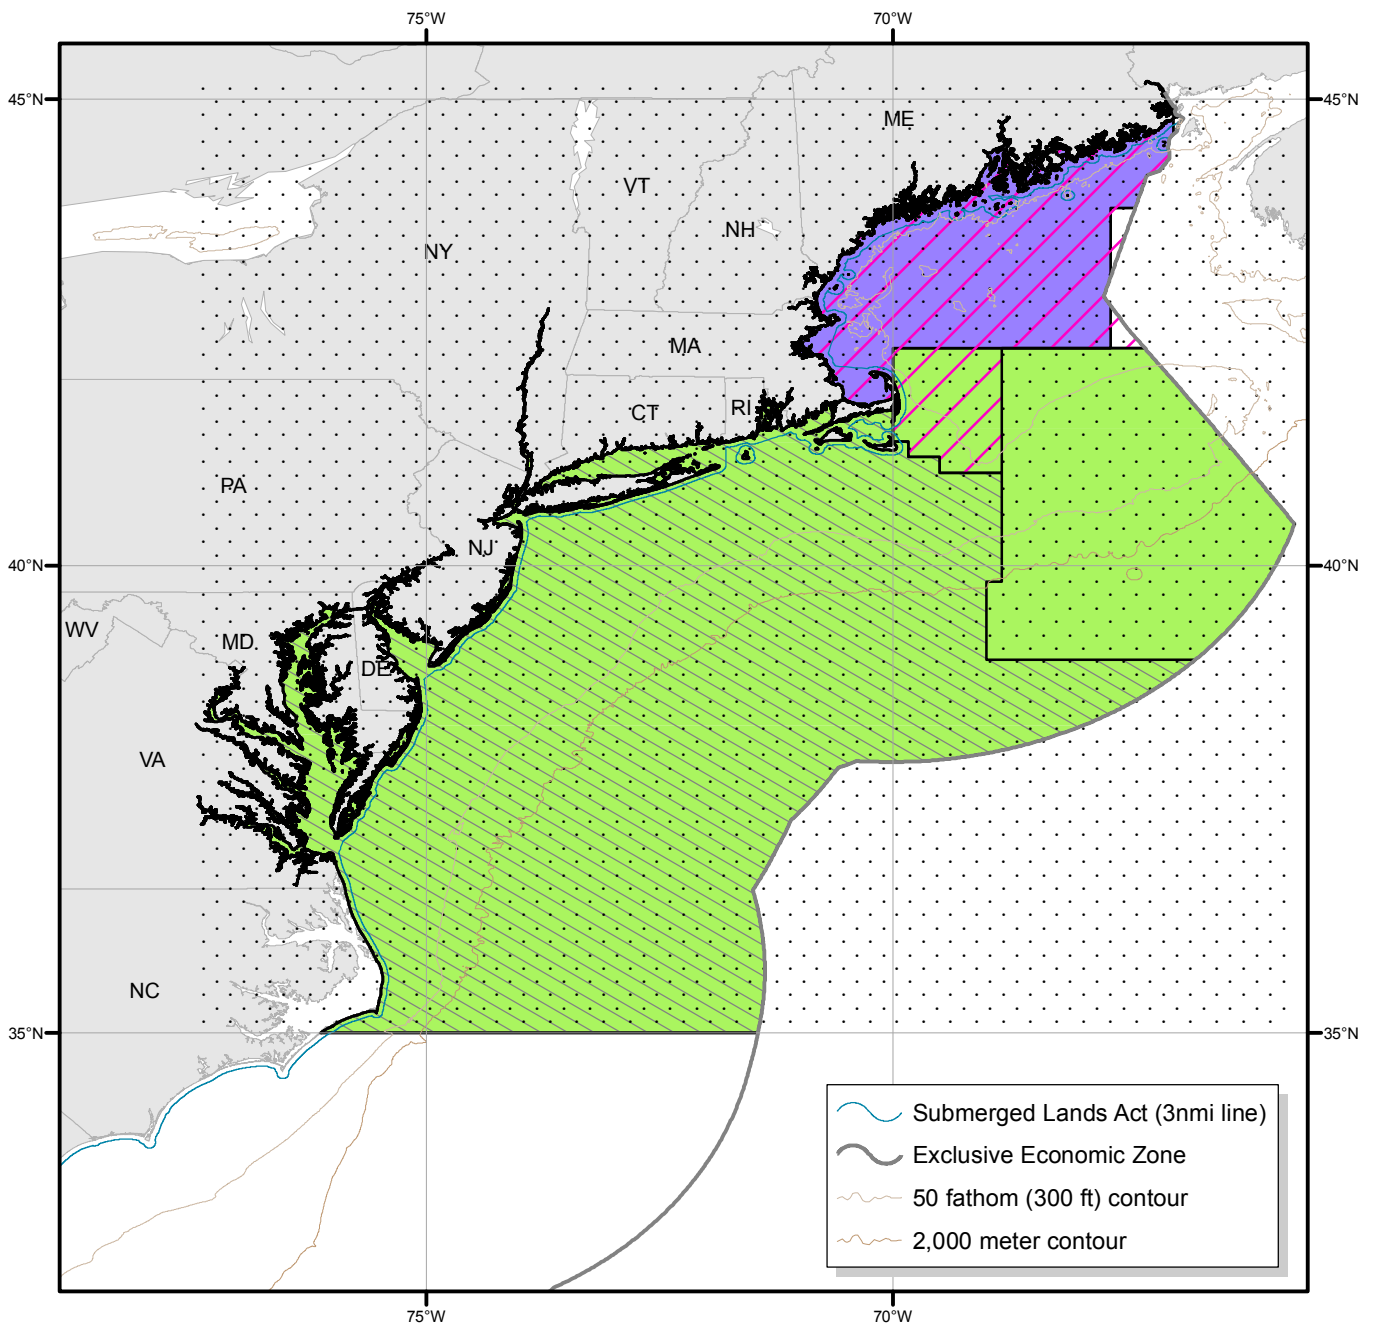 75°W 70°W
45°N 45°N
ME
VT
NH
NY
MA
RI
CT
PA
NJ
40°N 40°N
WV
MD
DE
VA
NC
35°N 35°N
Submerged Lands Act (3nmi line)
Exclusive Economic Zone
50 fathom (300 ft) contour
2,000 meter contour
75°W 70°W